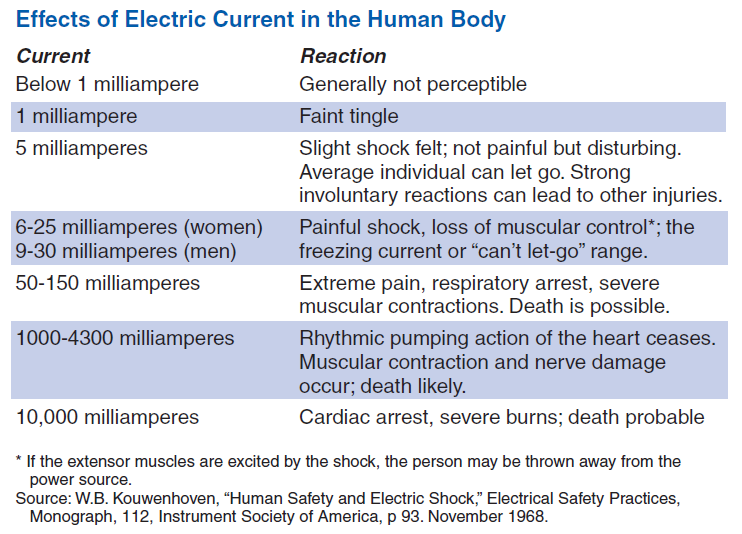 Effects of Electric Current in the Human Body
Current Reaction
Below 1 milliampere Generally not perceptible
1 milliampere Faint tingle
5 milliamperes Slight shock felt; not painful but disturbing.
Average individual can let go. Strong
involuntary reactions can lead to other injuries.
6-25 milliamperes (women) Painful shock, loss of muscular control*; the
9-30 milliamperes (men) freezing current or “can’t let-go” range.
50-150 milliamperes Extreme pain, respiratory arrest, severe
muscular contractions. Death is possible.
1000-4300 milliamperes Rhythmic pumping action of the heart ceases.
Muscular contraction and nerve damage
occur; death likely.
10,000 milliamperes Cardiac arrest, severe burns; death probable
* If the extensor muscles are excited by the shock, the person may be thrown away from the
power source.
Source: W.B. Kouwenhoven, “Human Safety and Electric Shock,” Electrical Safety Practices,
Monograph, 112, Instrument Society of America, p 93. November 1968.